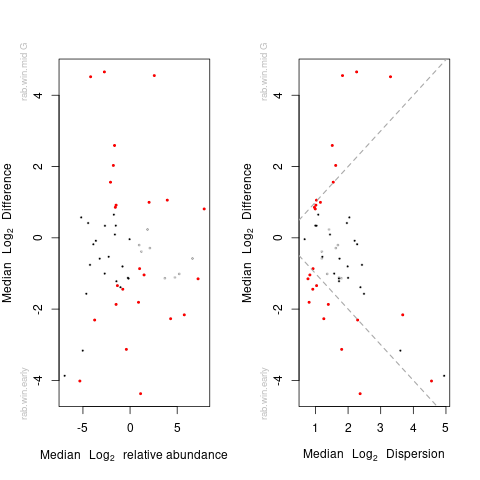 rab.win.mid G
rab.win.early
Median Log2 Difference
4
2
0
-2
-4
-5 0 5
Median Log2 relative abundance
rab.win.mid G
rab.win.early
Median Log2 Difference
4
2
0
-2
-4
1 2 3 4 5
Median Log2 Dispersion